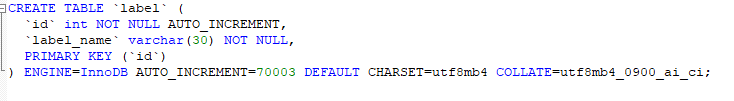 CREATE TABLE `label` (
  `id` int NOT NULL AUTO_INCREMENT,
  `label_name` varchar(30) NOT NULL,
  PRIMARY KEY (`id`)
) ENGINE=InnoDB AUTO_INCREMENT=70003 DEFAULT CHARSET=utf8mb4 COLLATE=utf8mb4_0900_ai_ci;